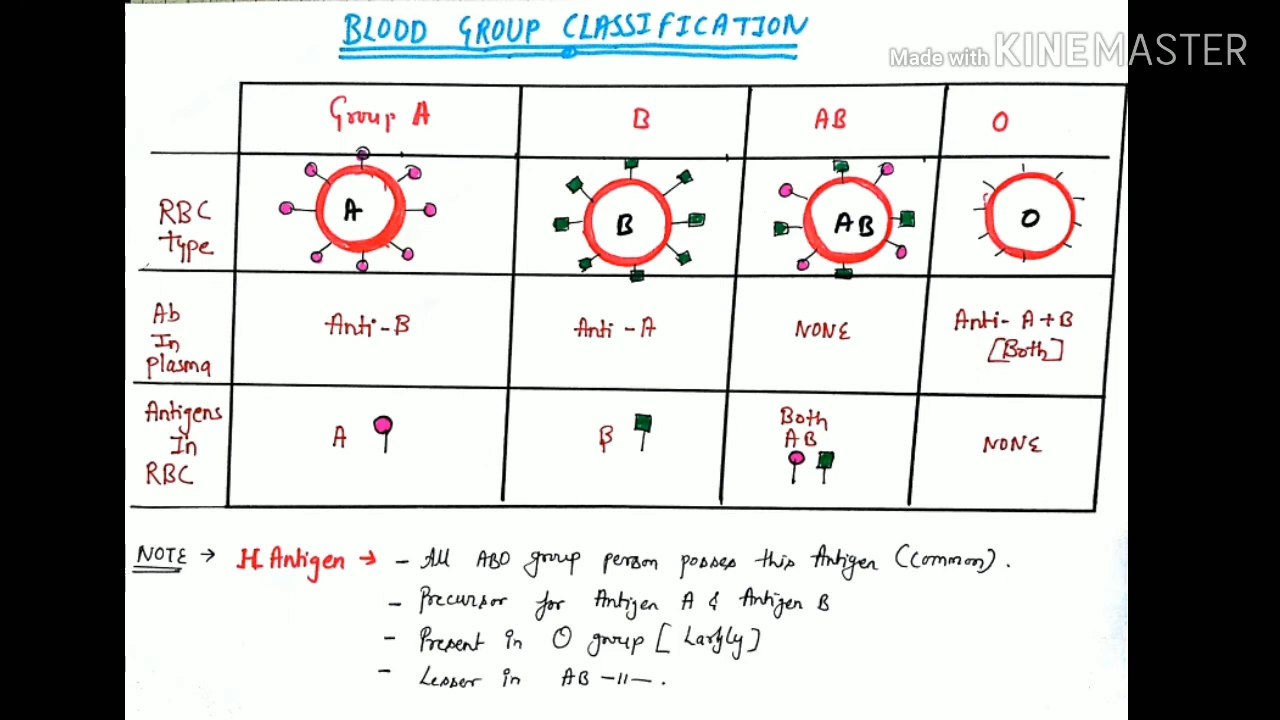 BLOOD GROUP CLASSIFICATION
Made with KINEMASTER
Group A B AB O
RBC type
A B AB O
Ab In Plasma
Anti-B Anti-A NONE Anti-A+B [Both]
Antigens In RBC
A B Both AB NONE
NOTE → H Antigen → - All ABO group person posses this Antigen (Common).
- Precursor for Antigen A & Antigen B
- Present in O group [Largly]
- Lesser in AB -11-.